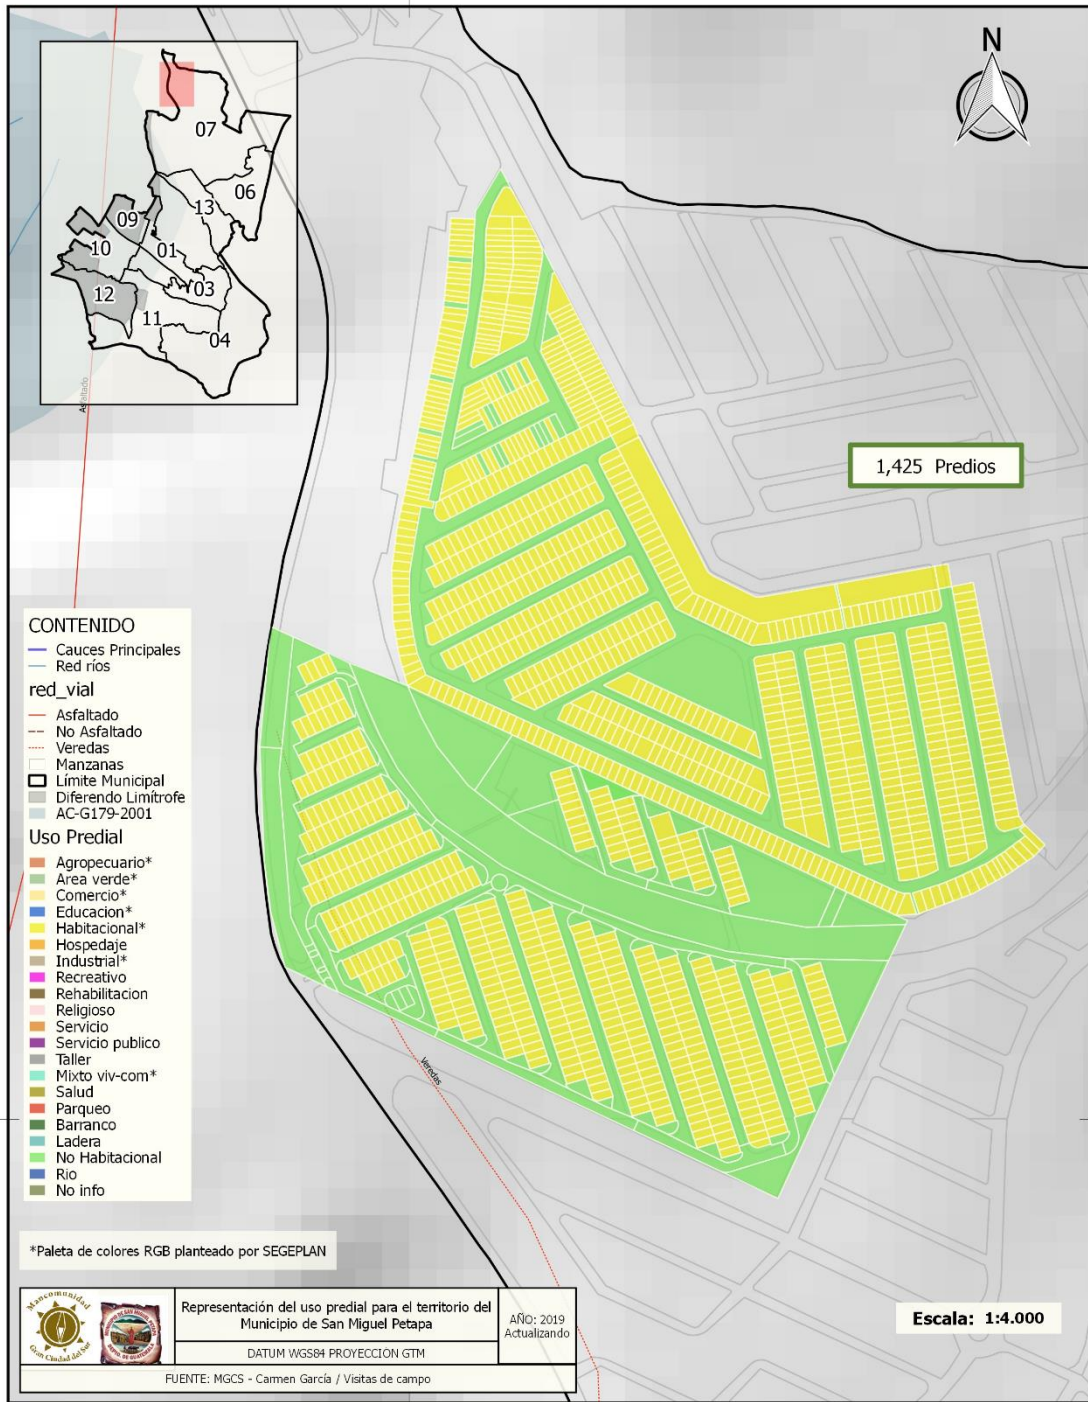 N
07
06
13
09
01
10
03
12
11
04
Asfaltado
1,425 Predios
CONTENIDO
Cauces Principales
Red ríos
red_vial
Asfaltado
No Asfaltado
Veredas
Manzanas
Límite Municipal
Diferendo Limítrofe
AC-G179-2001
Uso Predial
Agropecuario*
Area verde*
Comercio*
Educacion*
Habitacional*
Hospedaje
Industrial*
Recreativo
Rehabilitacion
Religioso
Servicio
Servicio publico
Taller
Mixto viv-com*
Salud
Parqueo
Barranco
Ladera
No Habitacional
Rio
No info
Veredas
*Paleta de colores RGB planteado por SEGEPLAN
Mancomunidad
Gran Ciudad del Sur
Representación del uso predial para el territorio del
Municipio de San Miguel Petapa
DATUM WGS84 PROYECCIÓN GTM
AÑO: 2019
Actualizando
FUENTE: MGCS - Carmen García / Visitas de campo
Escala: 1:4.000